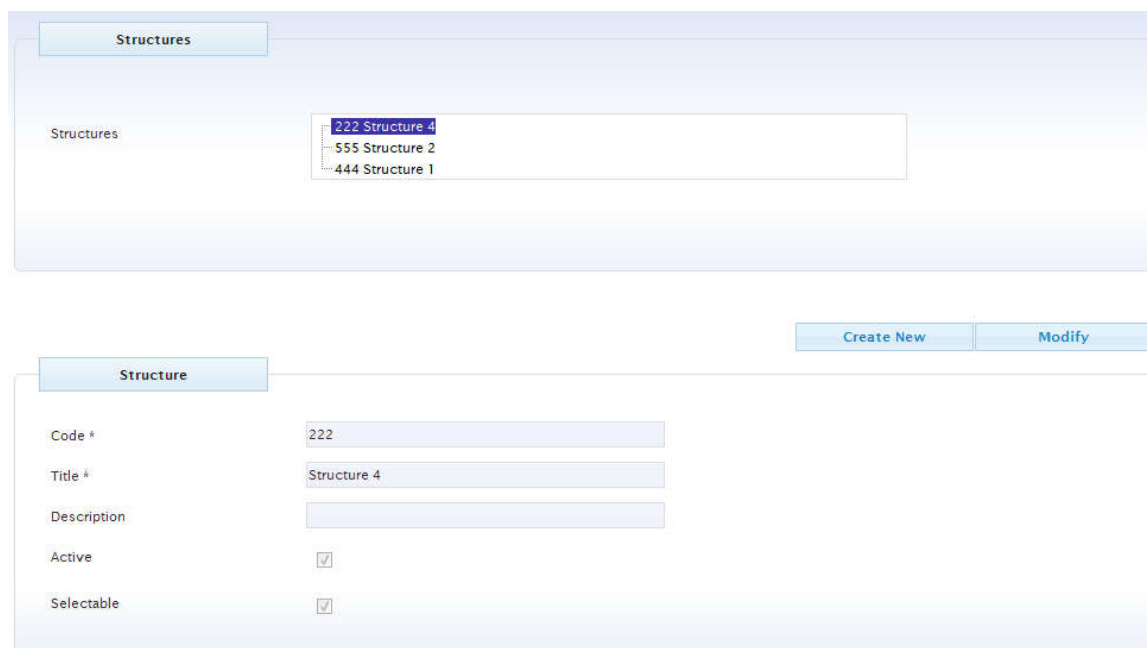 Structures
Structures
222 Structure 4
555 Structure 2
444 Structure 1
Create New
Modify
Structure
Code *
222
Title *
Structure 4
Description
Active
Selectable